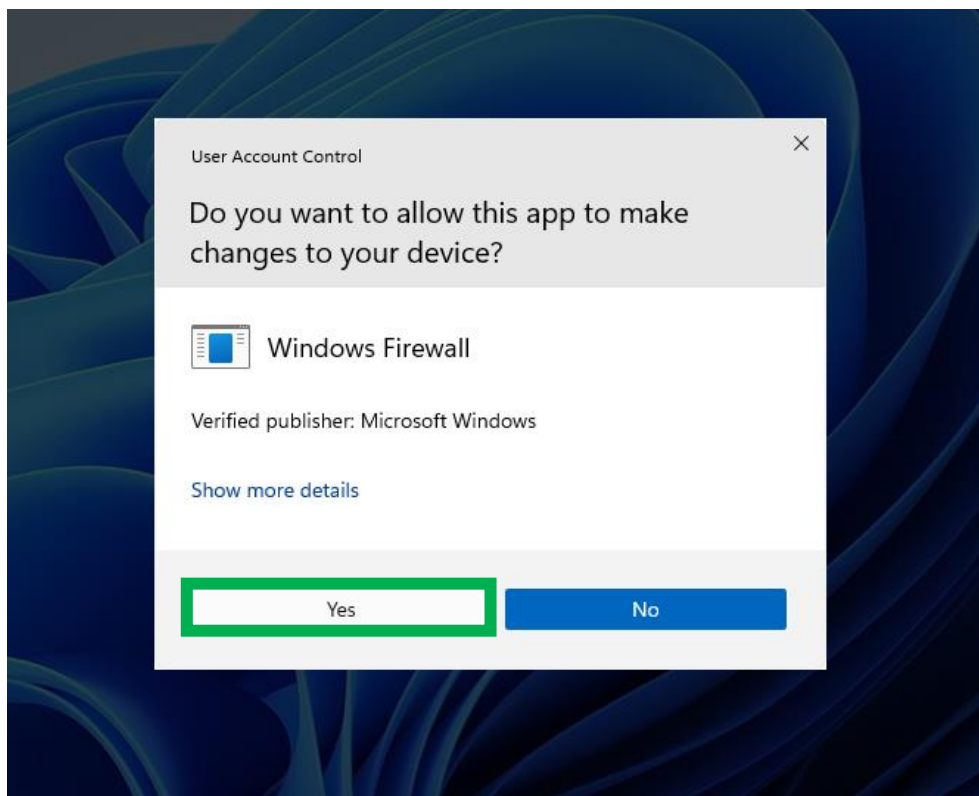 User Account Control
Do you want to allow this app to make
changes to your device?
Windows Firewall
Verified publisher: Microsoft Windows
Show more details
Yes
No